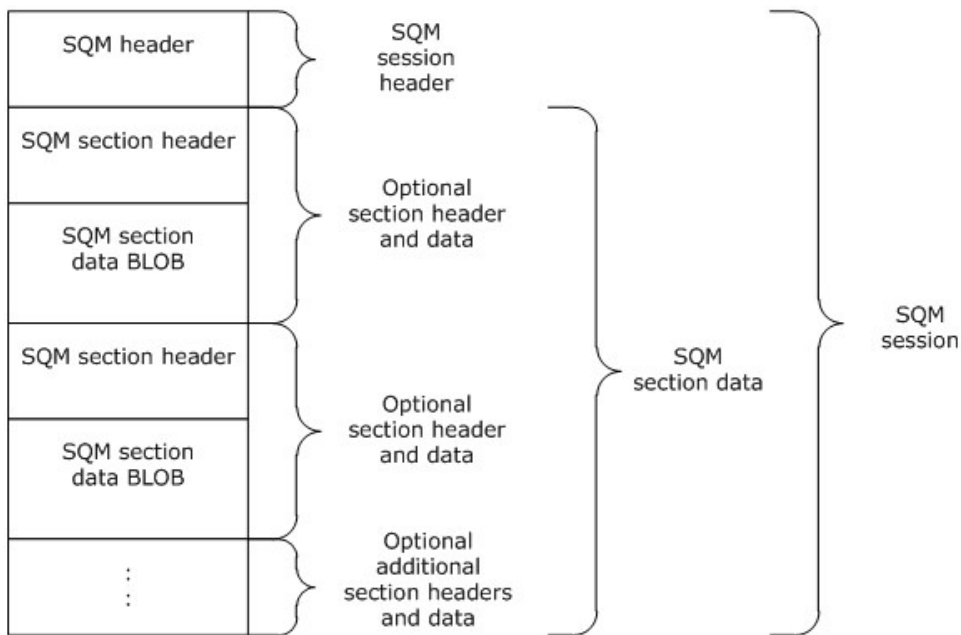 SQM header
SQM
session
header
SQM section header
SQM section
data BLOB
Optional
section header
and data
SQM section header
SQM section
data BLOB
Optional
section header
and data
⋮
Optional
additional
section headers
and data
SQM
section data
SQM
session